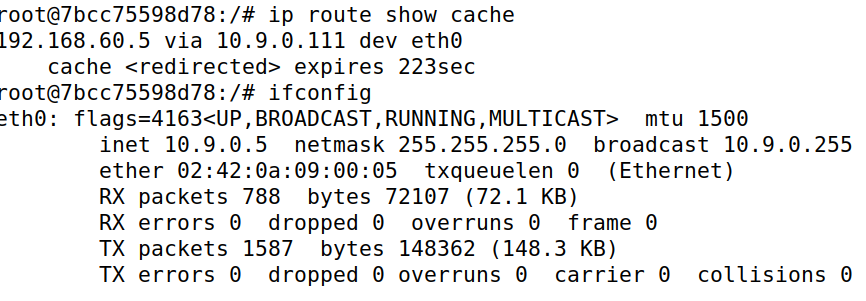 root@7bcc75598d78:/# ip route show cache
192.168.60.5 via 10.9.0.111 dev eth0
    cache <redirected> expires 223sec
root@7bcc75598d78:/# ifconfig
eth0: flags=4163<UP,BROADCAST,RUNNING,MULTICAST>  mtu 1500
        inet 10.9.0.5  netmask 255.255.255.0  broadcast 10.9.0.255
        ether 02:42:0a:09:00:05  txqueuelen 0  (Ethernet)
        RX packets 788  bytes 72107 (72.1 KB)
        RX errors 0  dropped 0  overruns 0  frame 0
        TX packets 1587  bytes 148362 (148.3 KB)
        TX errors 0  dropped 0 overruns 0  carrier 0  collisions 0